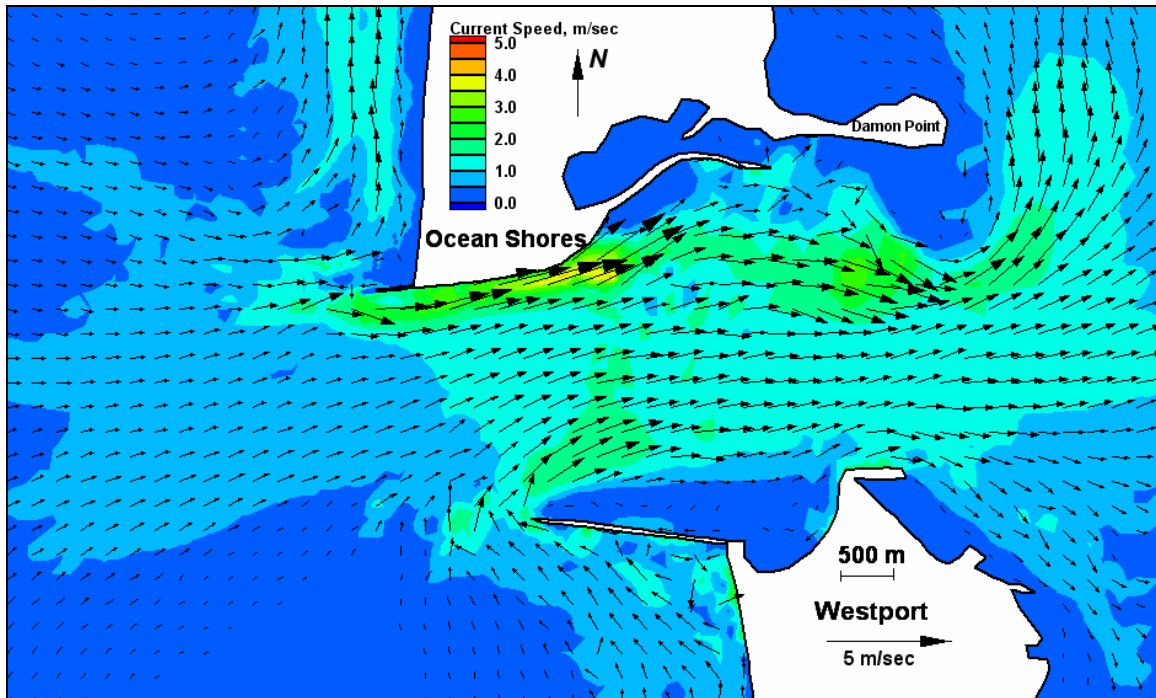 Current Speed, m/sec
5.0
4.0
3.0
2.0
1.0
0.0
N
Damon Point
Ocean Shores
500 m
Westport
5 m/sec